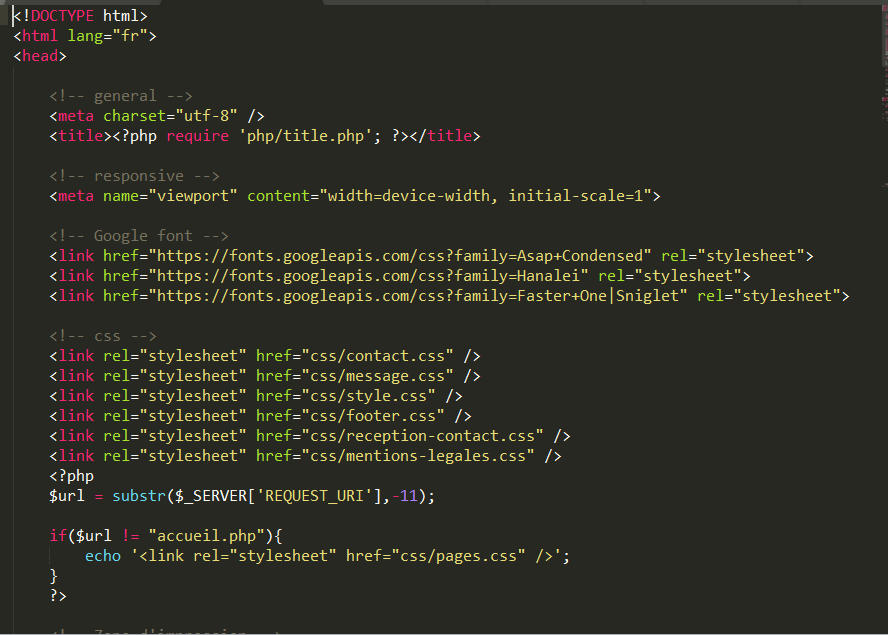 <!DOCTYPE html>
<html lang="fr">
<head>
<!-- general -->
<meta charset="utf-8" />
<title><?php require 'php/title.php'; ?></title>
<!-- responsive -->
<meta name="viewport" content="width=device-width, initial-scale=1">
<!-- Google font -->
<link href="https://fonts.googleapis.com/css?family=Asap+Condensed" rel="stylesheet">
<link href="https://fonts.googleapis.com/css?family=Hanalei" rel="stylesheet">
<link href="https://fonts.googleapis.com/css?family=Faster+One|Sniglet" rel="stylesheet">
<!-- css -->
<link rel="stylesheet" href="css/contact.css" />
<link rel="stylesheet" href="css/message.css" />
<link rel="stylesheet" href="css/style.css" />
<link rel="stylesheet" href="css/footer.css" />
<link rel="stylesheet" href="css/reception-contact.css" />
<link rel="stylesheet" href="css/mentions-legales.css" />
<?php
$url = substr($_SERVER['REQUEST_URI'],-11);
if($url != "accueil.php"){
echo '<link rel="stylesheet" href="css/pages.css" />';
}
?>
<!-- Zone d'impression -->